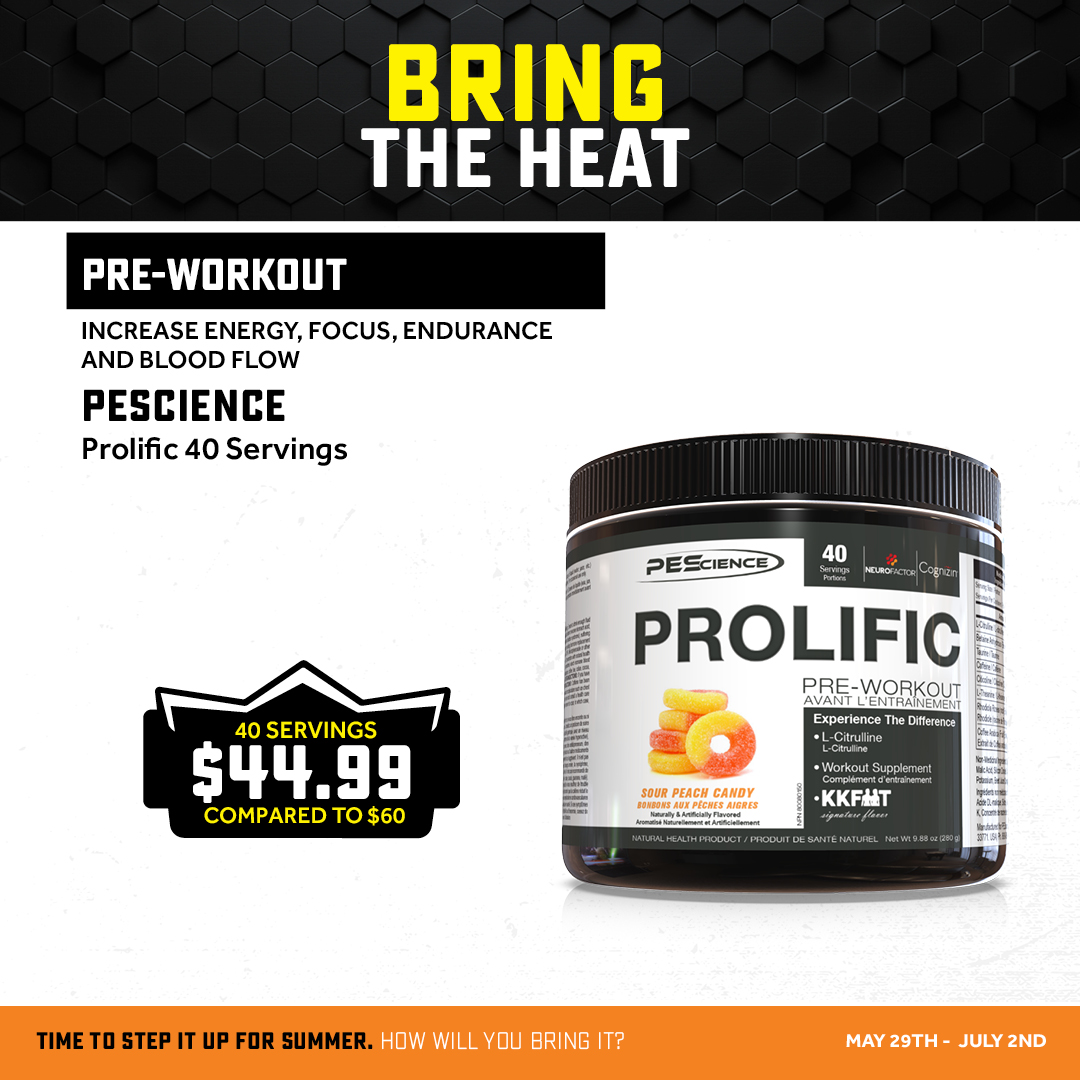 BRING
THE HEAT
PRE-WORKOUT
INCREASE ENERGY, FOCUS, ENDURANCE
AND BLOOD FLOW
PESCIENCE
Prolific 40 Servings
40 SERVINGS
$44.99
COMPARED TO $60
PESCIENCE
40
Servings
Portions
NEUROFACTOR
Cognizin
PROLIFIC
PRE-WORKOUT
AVANT L'ENTRAÎNEMENT
Experience The Difference
• L-Citrulline
L-Citrulline
• Workout Supplement
Complément d'entraînement
• KKFIIT
signature flavor
SOUR PEACH CANDY
BONBONS AUX PÊCHES AIGRES
Naturally & Artificially Flavored
Aromatisé Naturellement et Artificiellement
NPN 80080150
NATURAL HEALTH PRODUCT / PRODUIT DE SANTÉ NATUREL Net Wt 9.88 oz (280 g)
TIME TO STEP IT UP FOR SUMMER. HOW WILL YOU BRING IT?
MAY 29TH - JULY 2ND